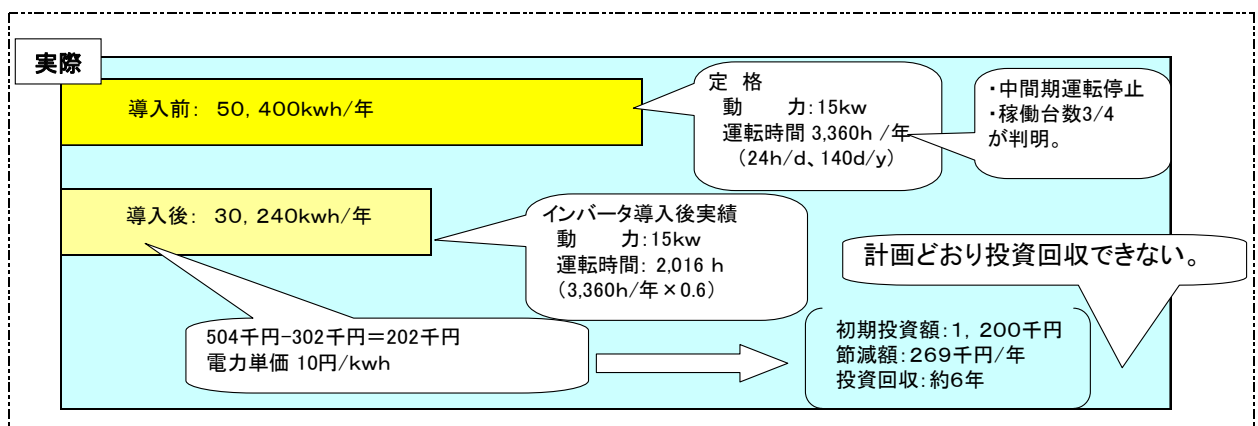 実際
導入前： 50，400kwh/年
定 格
動　　力：15kw
運転時間 3,360h /年
（24h/d、140d/y）
・中間期運転停止
・稼働台数3/4
が判明。
導入後： 30，240kwh/年
インバータ導入後実績
動　　力：15kw
運転時間： 2,016 h
（3,360h/年×0.6）
計画どおり投資回収できない。
504千円−302千円＝202千円
電力単価 10円/kwh
初期投資額：1，200千円
節減額：269千円/年
投資回収：約6年